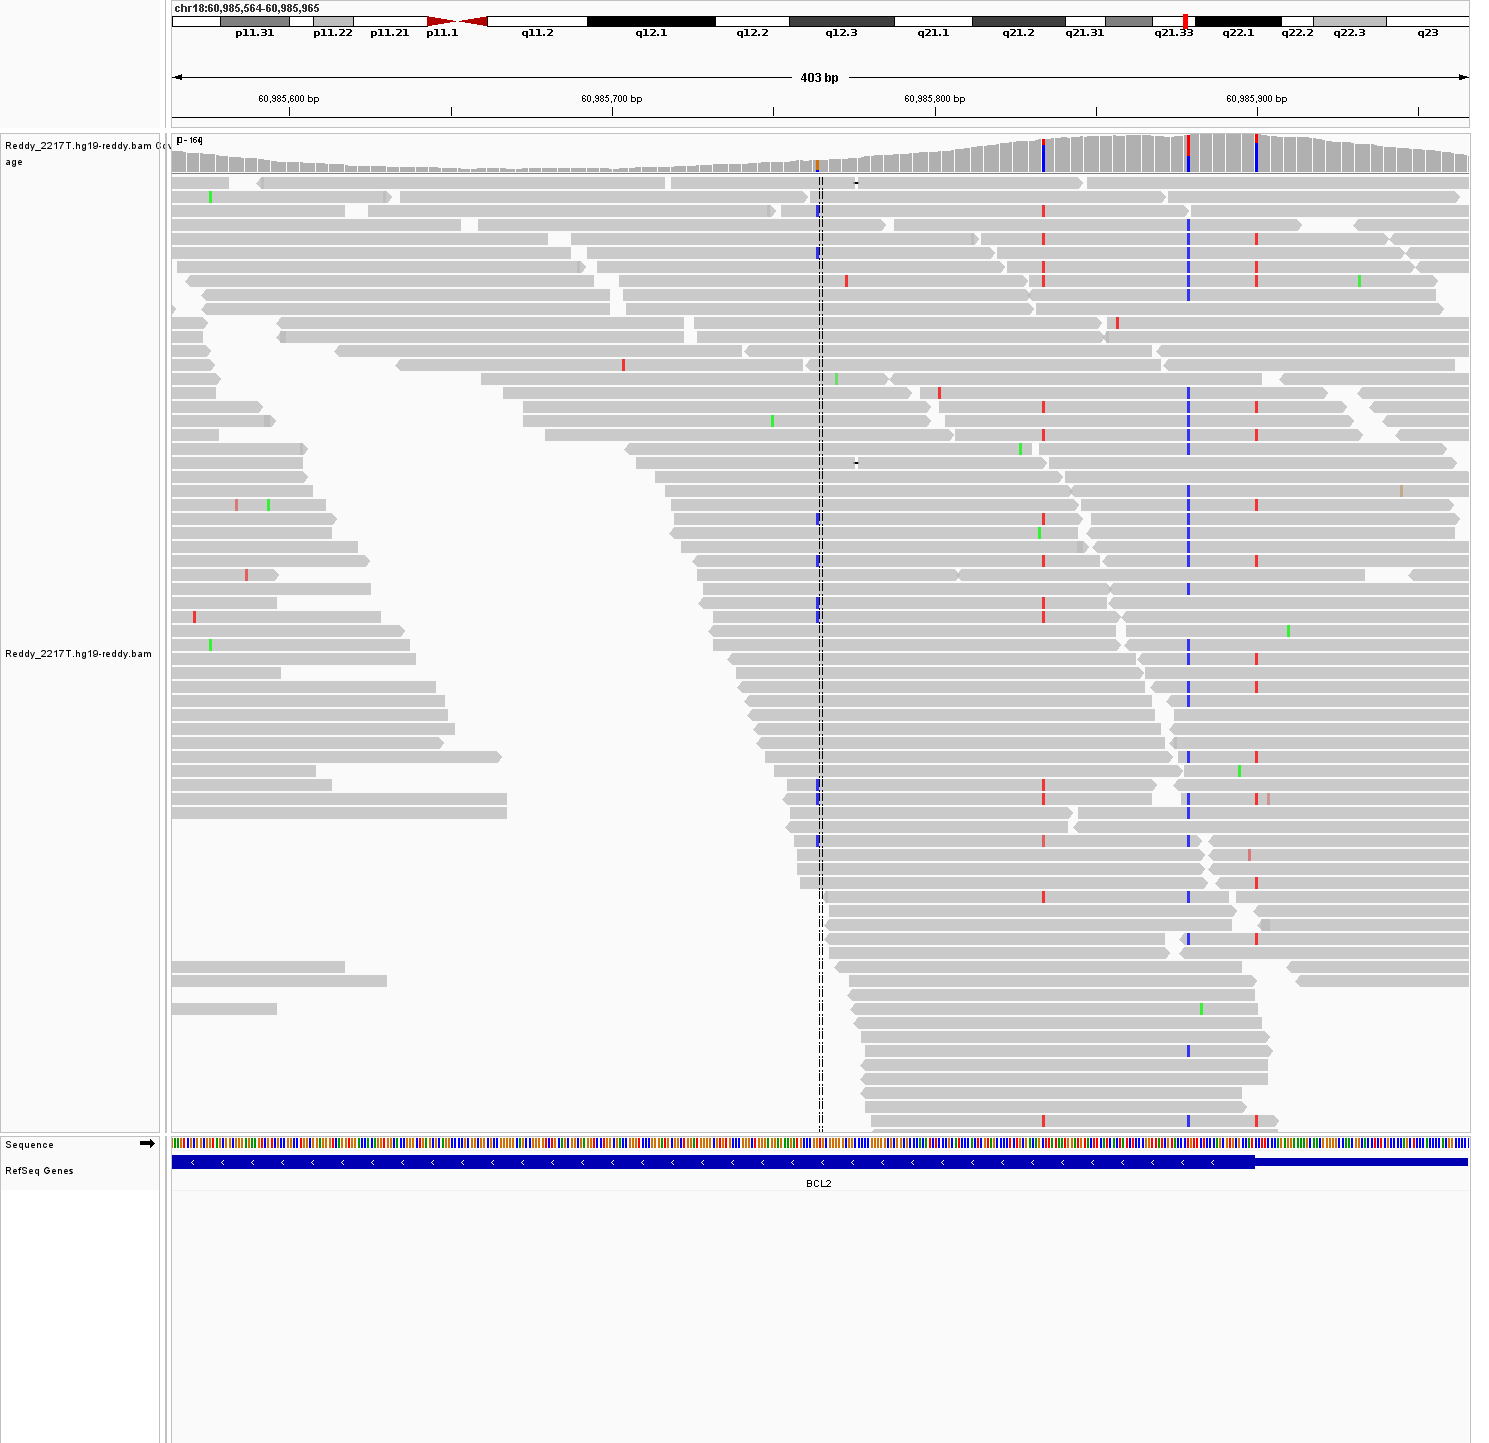 chr18:60,985,564-60,985,965
p11.31 p11.22 p11.21 p11.1 q11.2 q12.1 q12.2 q12.3 q21.1 q21.2 q21.31 q21.33 q22.1 q22.2 q22.3 q23
403 bp
60,985,600 bp 60,985,700 bp 60,985,800 bp 60,985,900 bp
Reddy_2217T.hg19-reddy.bam Cov
age
[0 - 164]
Reddy_2217T.hg19-reddy.bam
Sequence
RefSeq Genes
BCL2